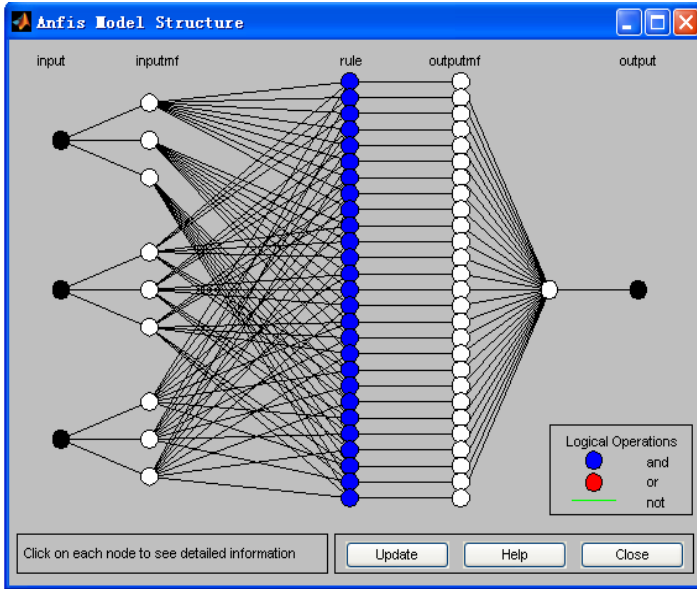 Anfis Model Structure
input inputmf rule outputmf output
Logical Operations
and
or
not
Click on each node to see detailed information
Update Help Close